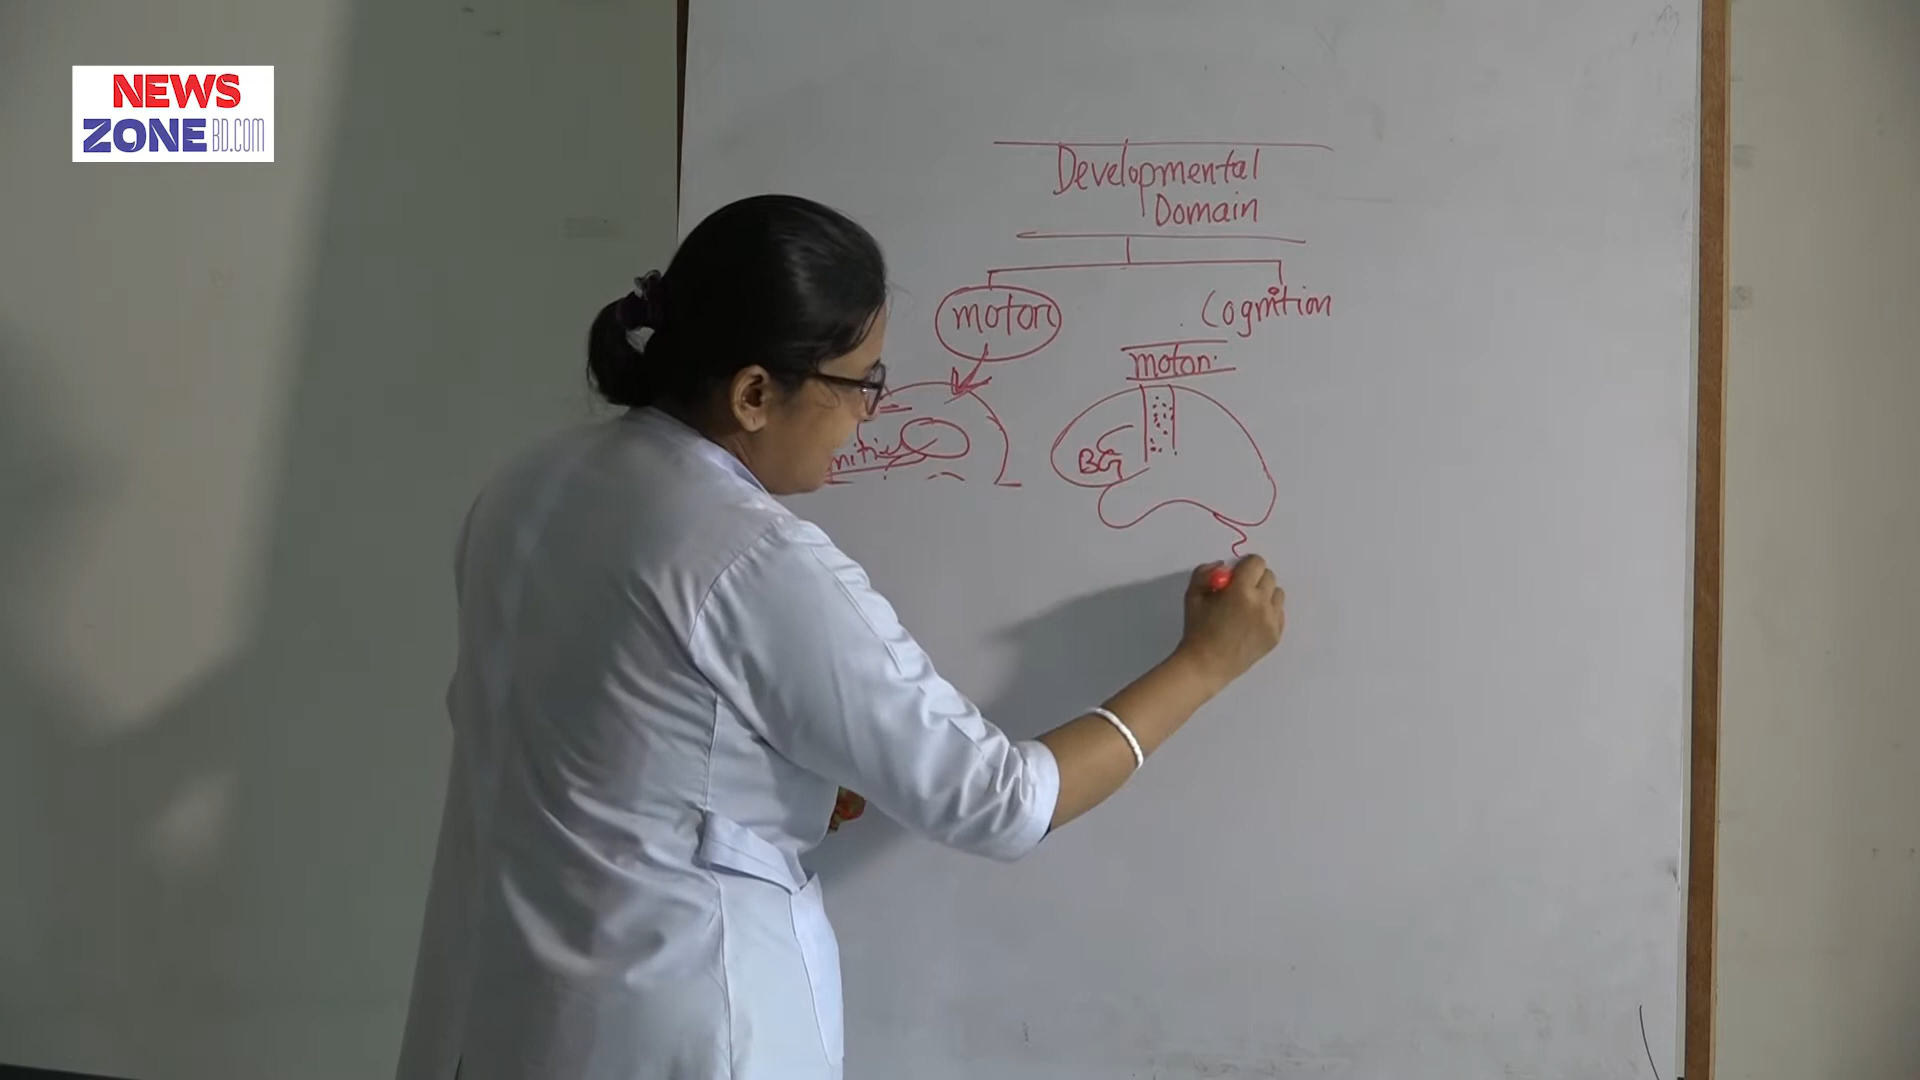 NEWS
ZONE BD.COM
Developmental
Domain
motor
Cognition
motor
BG